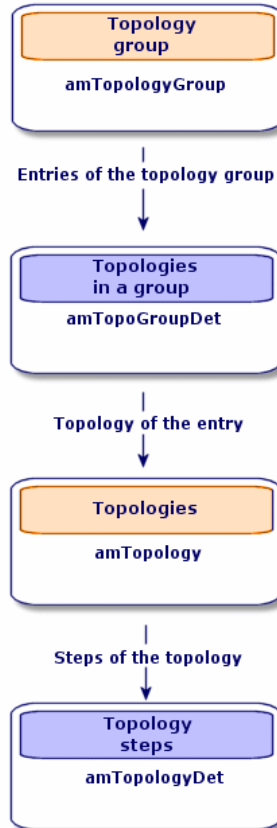 Topology
group
amTopologyGroup
Entries of the topology group
Topologies
in a group
amTopoGroupDet
Topology of the entry
Topologies
amTopology
Steps of the topology
Topology
steps
amTopologyDet